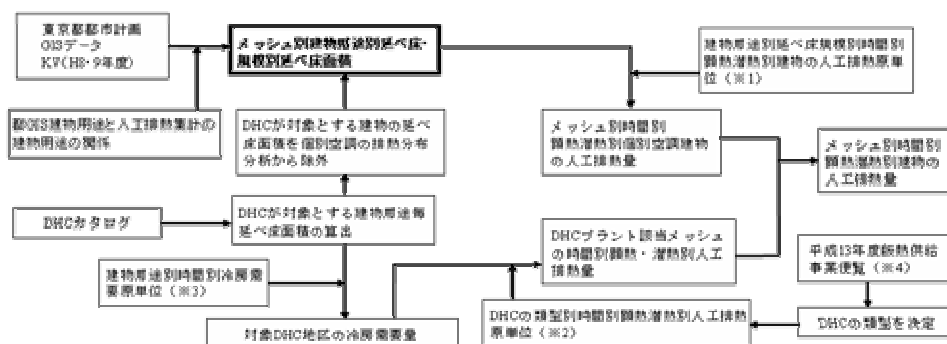 東京都都市計画
GISデータ
KV(H8・9年度)
メッシュ別建物用途別延べ床・
規模別延べ床面積
建物用途別延べ床規模別時間別
顕熱潜熱別建物の人工排熱原単
位（※1）
都GIS建物用途と人工排熱集計の
建物用途の関係
DHCが対象とする建物の延べ
床面積を個別空調の排熱分布
分析から除外
メッシュ別時間別
顕熱潜熱別個別空調建物
の人工排熱量
メッシュ別時間別
顕熱潜熱別建物の
人工排熱量
DHCカタログ
DHCが対象とする建物用途毎
延べ床面積の算出
DHCプラント該当メッシュ
の時間別顕熱・潜熱別人工
排熱量
平成13年度版熱供給
事業便覧（※4）
建物用途別時間別冷房需
要原単位（※3）
対象DHC地区の冷房需要量
DHCの類型別時間別顕熱潜熱別人工排熱
原単位（※2）
DHCの類型を決定